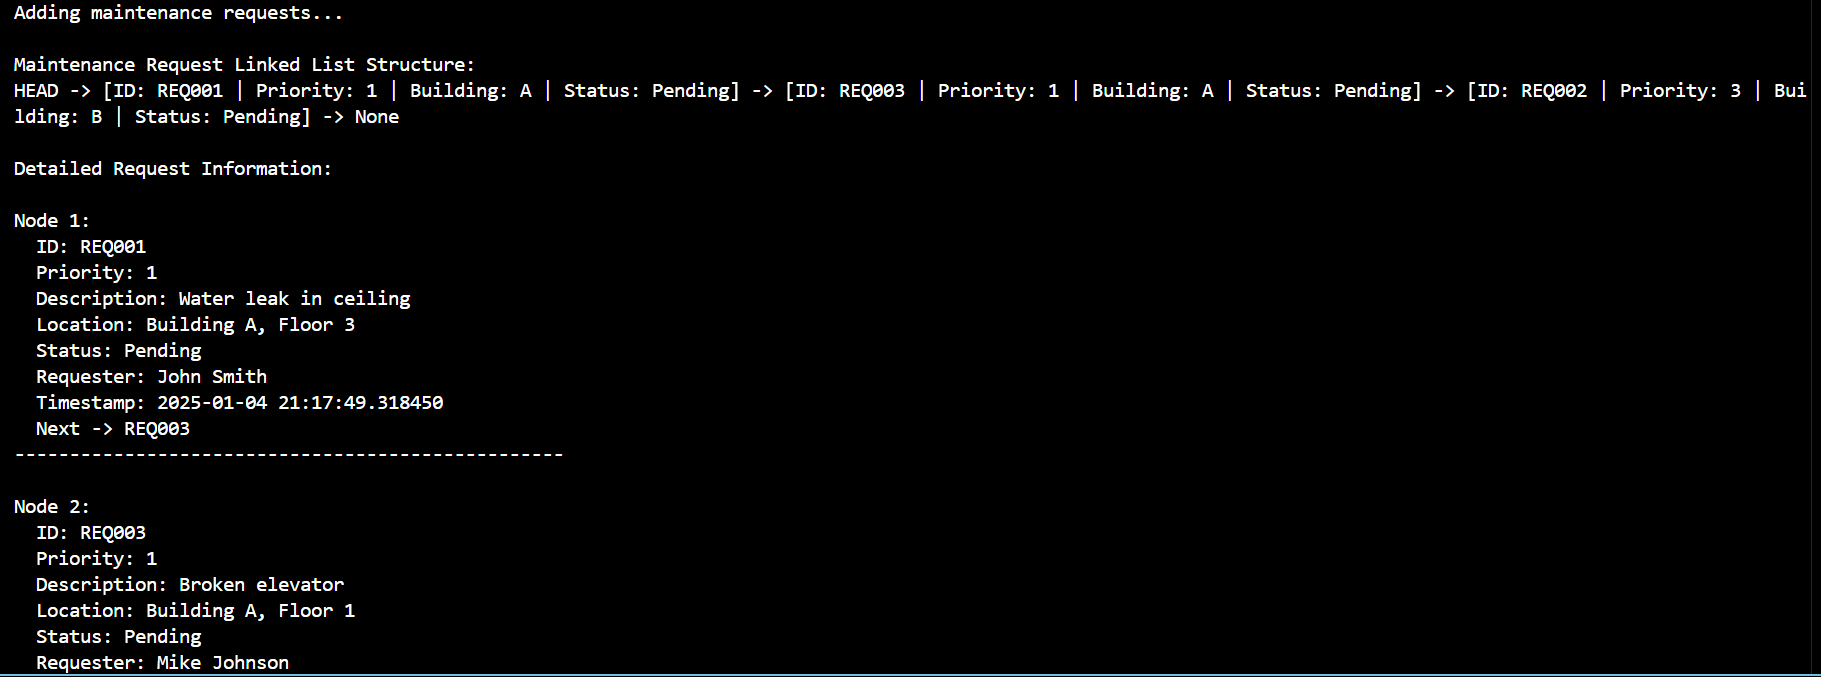 Adding maintenance requests...
Maintenance Request Linked List Structure:
HEAD -> [ID: REQ001 | Priority: 1 | Building: A | Status: Pending] -> [ID: REQ003 | Priority: 1 | Building: A | Status: Pending] -> [ID: REQ002 | Priority: 3 | Bui
lding: B | Status: Pending] -> None
Detailed Request Information:
Node 1:
  ID: REQ001
  Priority: 1
  Description: Water leak in ceiling
  Location: Building A, Floor 3
  Status: Pending
  Requester: John Smith
  Timestamp: 2025-01-04 21:17:49.318450
  Next -> REQ003
--------------------------------------------------
Node 2:
  ID: REQ003
  Priority: 1
  Description: Broken elevator
  Location: Building A, Floor 1
  Status: Pending
  Requester: Mike Johnson